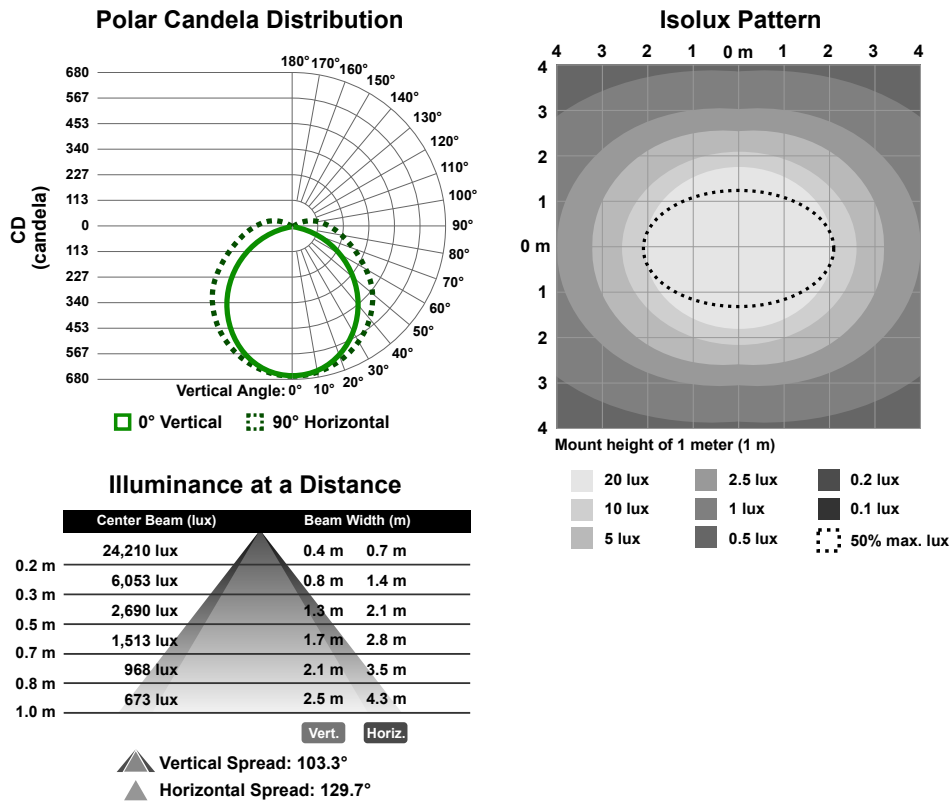 Polar Candela Distribution
680
567
453
340
227
113
0
113
227
340
453
567
680
CD
(candela)
180°
170°
160°
150°
140°
130°
120°
110°
100°
90°
80°
70°
60°
50°
40°
30°
20°
10°
Vertical Angle: 0°
0° Vertical
90° Horizontal
Isolux Pattern
4 3 2 1 0 m 1 2 3 4
4
3
2
1
0 m
1
2
3
4
Mount height of 1 meter (1 m)
20 lux 2.5 lux 0.2 lux
10 lux 1 lux 0.1 lux
5 lux 0.5 lux 50% max. lux
Illuminance at a Distance
Center Beam (lux) Beam Width (m)
24,210 lux 0.4 m 0.7 m
0.2 m
6,053 lux 0.8 m 1.4 m
0.3 m
2,690 lux 1.3 m 2.1 m
0.5 m
1,513 lux 1.7 m 2.8 m
0.7 m
968 lux 2.1 m 3.5 m
0.8 m
673 lux 2.5 m 4.3 m
1.0 m
Vert. Horiz.
Vertical Spread: 103.3°
Horizontal Spread: 129.7°